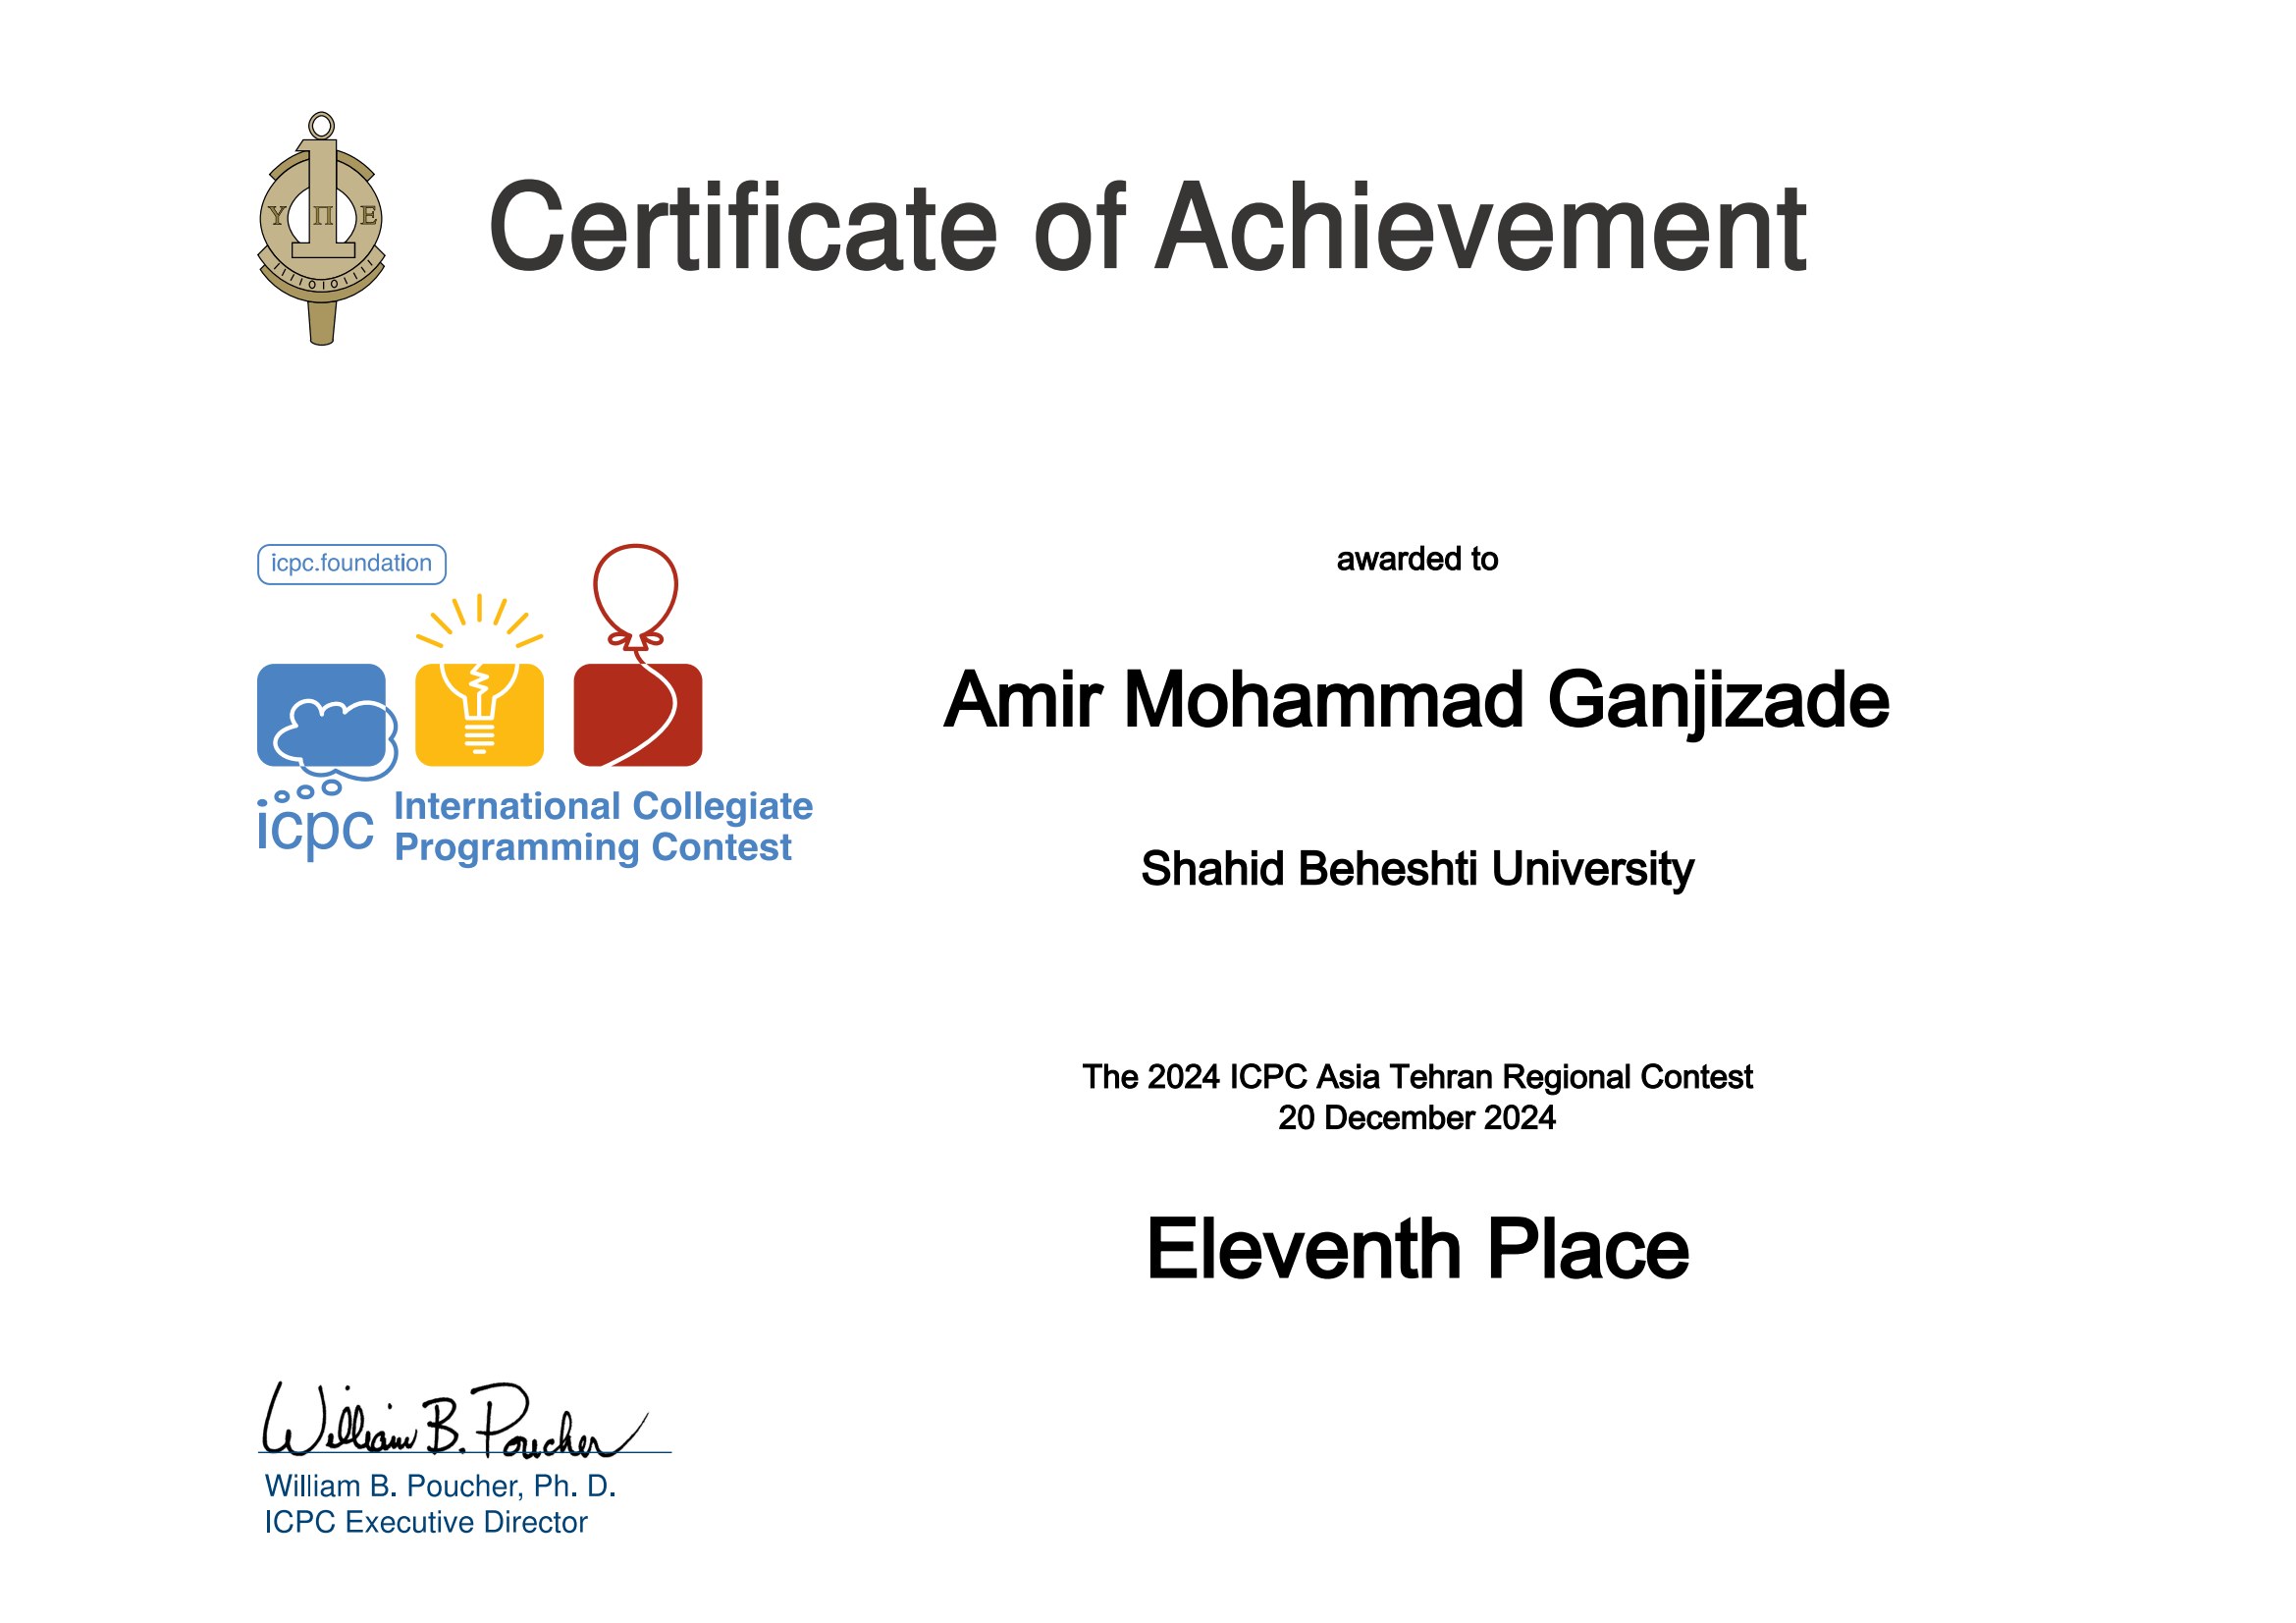 Certificate of Achievement
Υ Π Ε
icpc.foundation
icpc
International Collegiate
Programming Contest
awarded to
Amir Mohammad Ganjizade
Shahid Beheshti University
The 2024 ICPC Asia Tehran Regional Contest
20 December 2024
Eleventh Place
William B. Poucher
William B. Poucher, Ph. D.
ICPC Executive Director